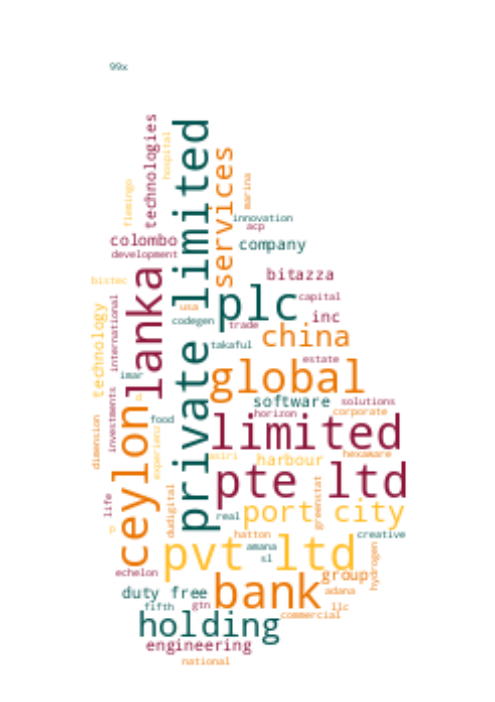 99x
technologies
hospital
private limited
services
marina
flamingo
innovation
acp
colombo
company
development
lanka
bitazza
bistec
usa
plc
capital
international
technology
codegen
trade
inc
china
takaful
estate
imar
global
software
solutions
investments
horizon
corporate
food
limited
dimension
ceylon
experienz
asiri
harbour
hexaware
pte ltd
life
dudigital
real
port city
greenstat
hatton
creative
pvt ltd
amana
sl
echelon
group
hydrogen
duty free
bank
adana
fifth
gtn
llc
holding
commercial
engineering
national